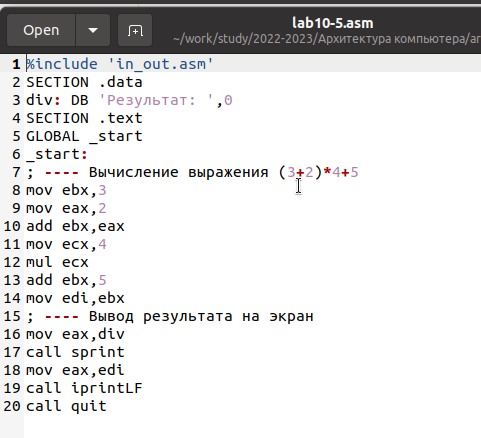 Open
lab10-5.asm
~/work/study/2022-2023/Архитектура компьютера/ar
1 %include 'in_out.asm'
2 SECTION .data
3 div: DB 'Результат: ',0
4 SECTION .text
5 GLOBAL _start
6 _start:
7 ; ---- Вычисление выражения (3+2)*4+5
8 mov ebx,3
9 mov eax,2
10 add ebx,eax
11 mov ecx,4
12 mul ecx
13 add ebx,5
14 mov edi,ebx
15 ; ---- Вывод результата на экран
16 mov eax,div
17 call sprint
18 mov eax,edi
19 call iprintLF
20 call quit